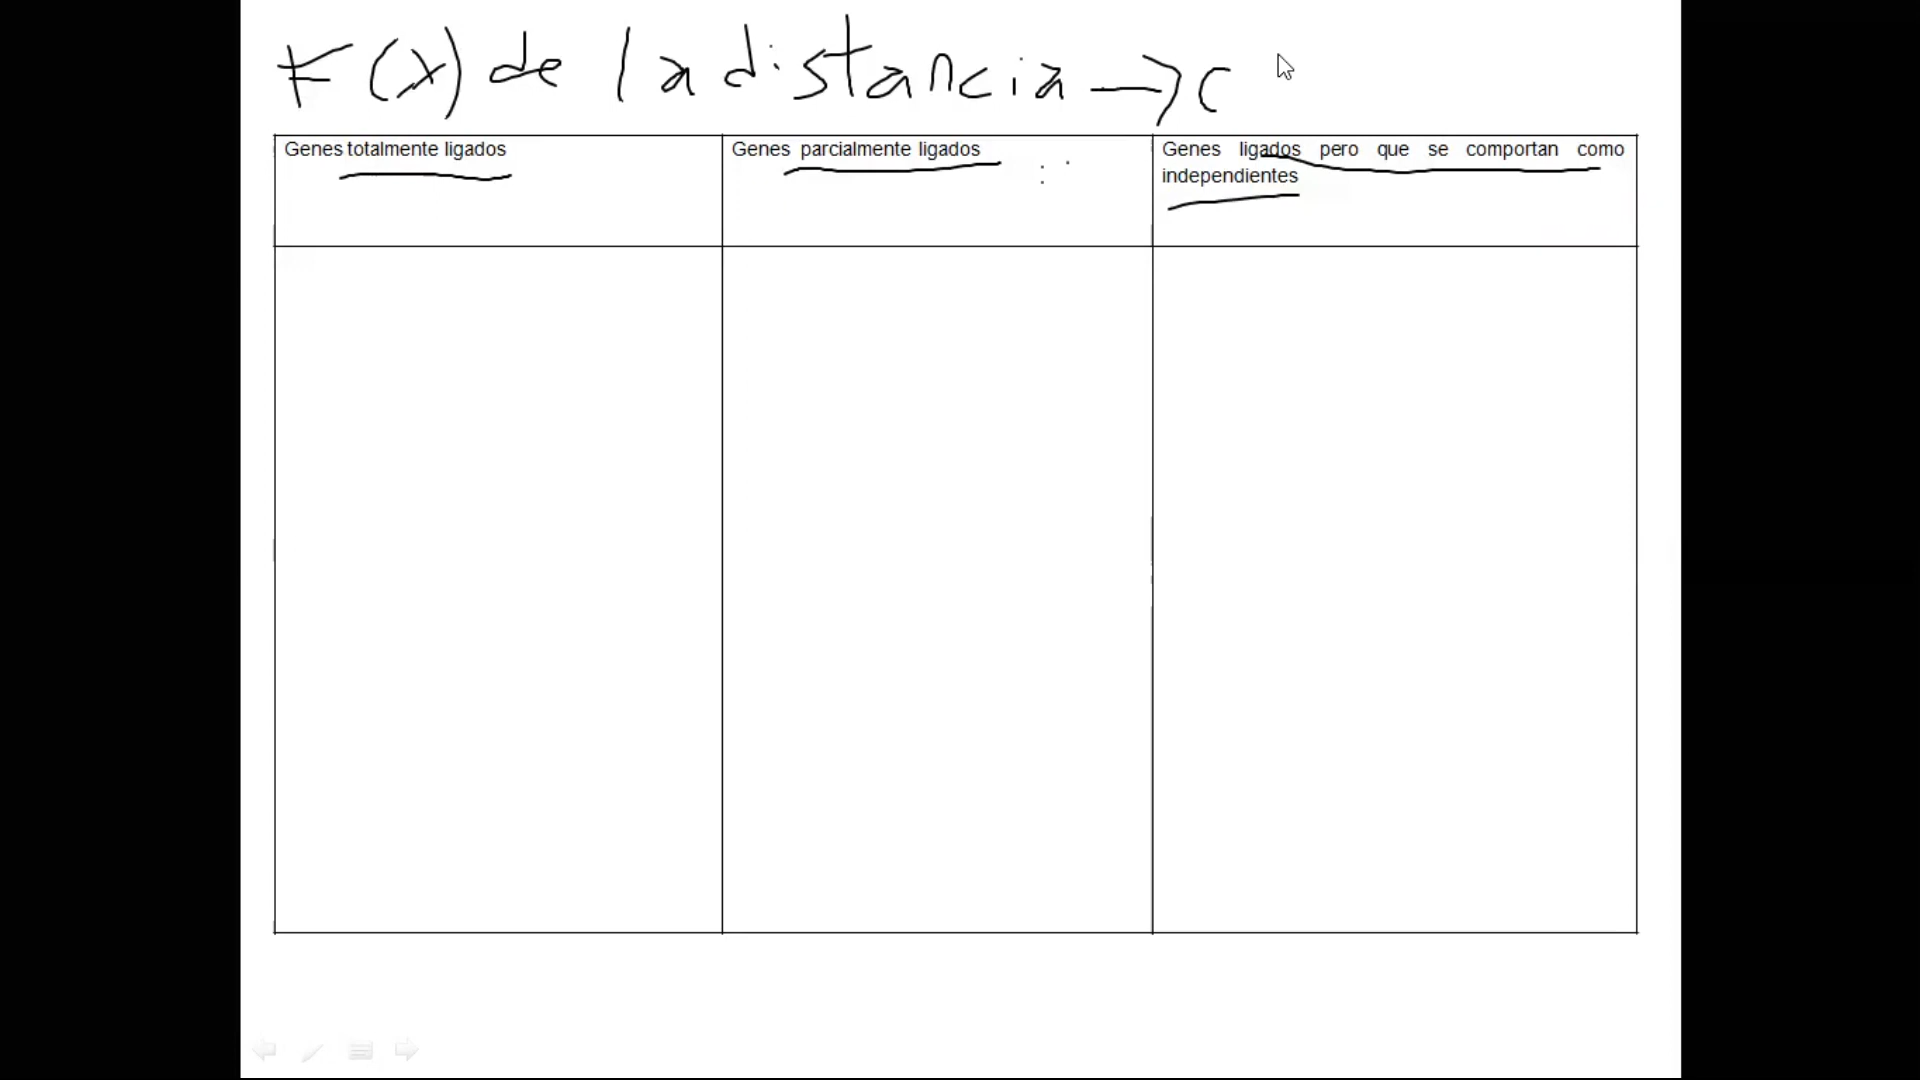 F(x) de la distancia → c
Genes totalmente ligados
Genes parcialmente ligados
Genes ligados pero que se comportan como
independientes